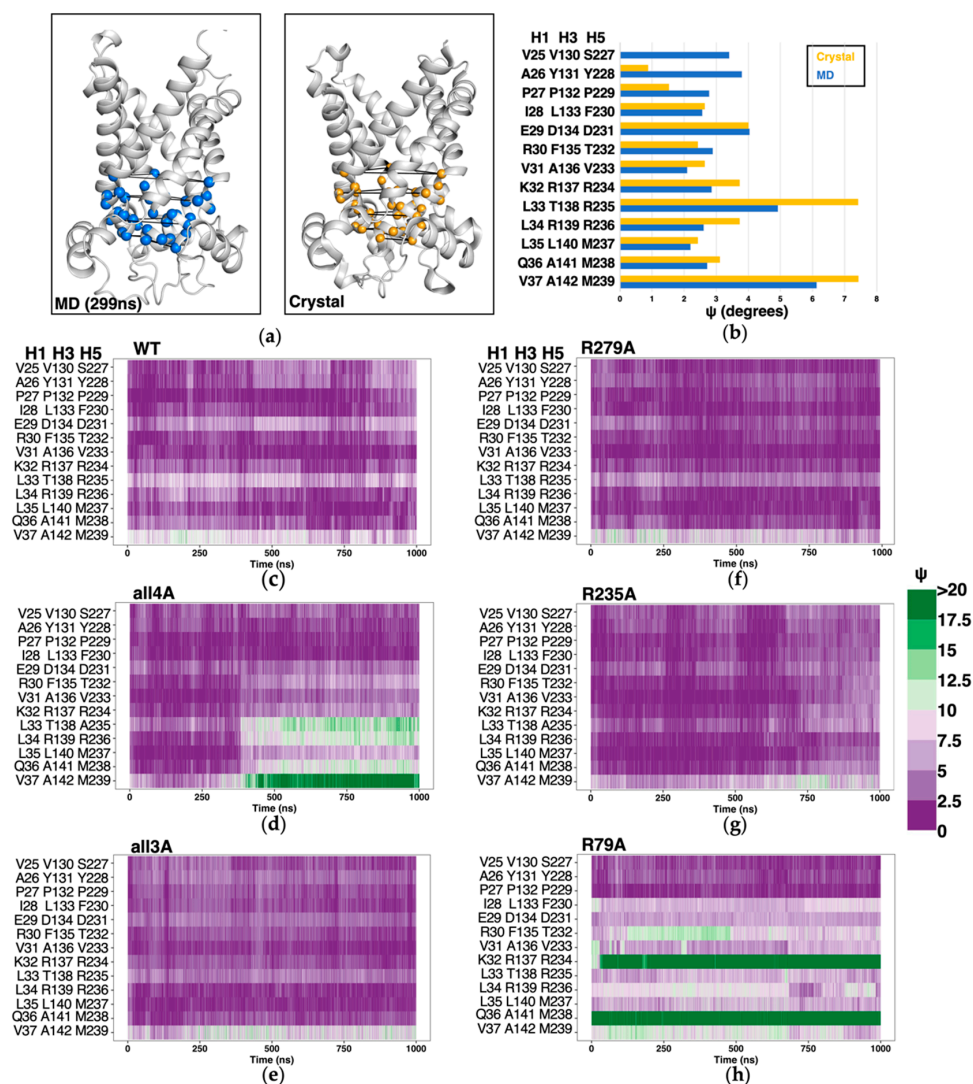 MD (299ns)
Crystal
(a)
H1 H3 H5
V25 V130 S227
A26 Y131 Y228
P27 P132 P229
I28 L133 F230
E29 D134 D231
R30 F135 T232
V31 A136 V233
K32 R137 R234
L33 T138 R235
L34 R139 R236
L35 L140 M237
Q36 A141 M238
V37 A142 M239
Crystal
MD
0 1 2 3 4 5 6 7 8
ψ (degrees)
(b)
H1 H3 H5 WT
V25 V130 S227
A26 Y131 Y228
P27 P132 P229
I28 L133 F230
E29 D134 D231
R30 F135 T232
V31 A136 V233
K32 R137 R234
L33 T138 R235
L34 R139 R236
L35 L140 M237
Q36 A141 M238
V37 A142 M239
0 250 500 750 1000
Time (ns)
(c)
H1 H3 H5 R279A
V25 V130 S227
A26 Y131 Y228
P27 P132 P229
I28 L133 F230
E29 D134 D231
R30 F135 T232
V31 A136 V233
K32 R137 R234
L33 T138 R235
L34 R139 R236
L35 L140 M237
Q36 A141 M238
V37 A142 M239
0 250 500 750 1000
Time (ns)
(f)
all4A
V25 V130 S227
A26 Y131 Y228
P27 P132 P229
I28 L133 F230
E29 D134 D231
R30 F135 T232
V31 A136 V233
K32 R137 R234
L33 T138 A235
L34 R139 R236
L35 L140 M237
Q36 A141 M238
V37 A142 M239
0 250 500 750 1000
Time (ns)
(d)
R235A
V25 V130 S227
A26 Y131 Y228
P27 P132 P229
I28 L133 F230
E29 D134 D231
R30 F135 T232
V31 A136 V233
K32 R137 R234
L33 T138 A235
L34 R139 R236
L35 L140 M237
Q36 A141 M238
V37 A142 M239
0 250 500 750 1000
Time (ns)
(g)
ψ
>20
17.5
15
12.5
10
7.5
5
2.5
0
all3A
V25 V130 S227
A26 Y131 Y228
P27 P132 P229
I28 L133 F230
E29 D134 D231
R30 F135 T232
V31 A136 V233
K32 R137 R234
L33 T138 R235
L34 R139 R236
L35 L140 M237
Q36 A141 M238
V37 A142 M239
0 250 500 750 1000
Time (ns)
(e)
R79A
V25 V130 S227
A26 Y131 Y228
P27 P132 P229
I28 L133 F230
E29 D134 D231
R30 F135 T232
V31 A136 V233
K32 R137 R234
L33 T138 R235
L34 R139 R236
L35 L140 M237
Q36 A141 M238
V37 A142 M239
0 250 500 750 1000
Time (ns)
(h)